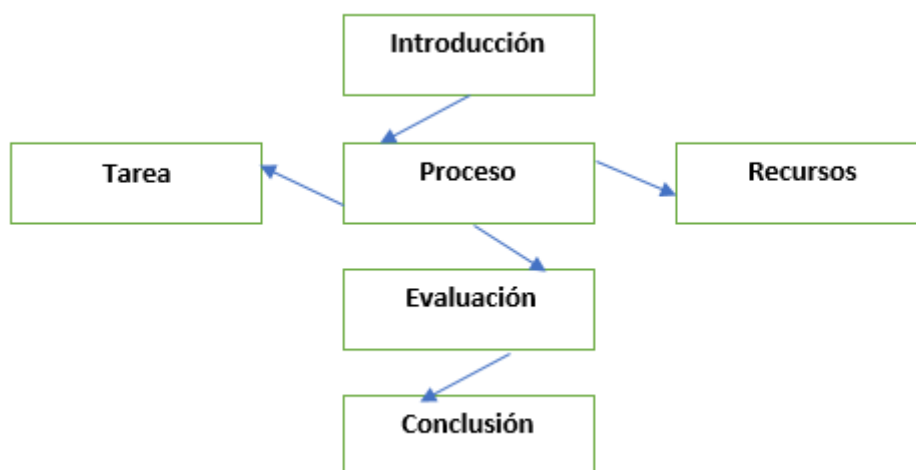 Introducción
Tarea
Proceso
Recursos
Evaluación
Conclusión